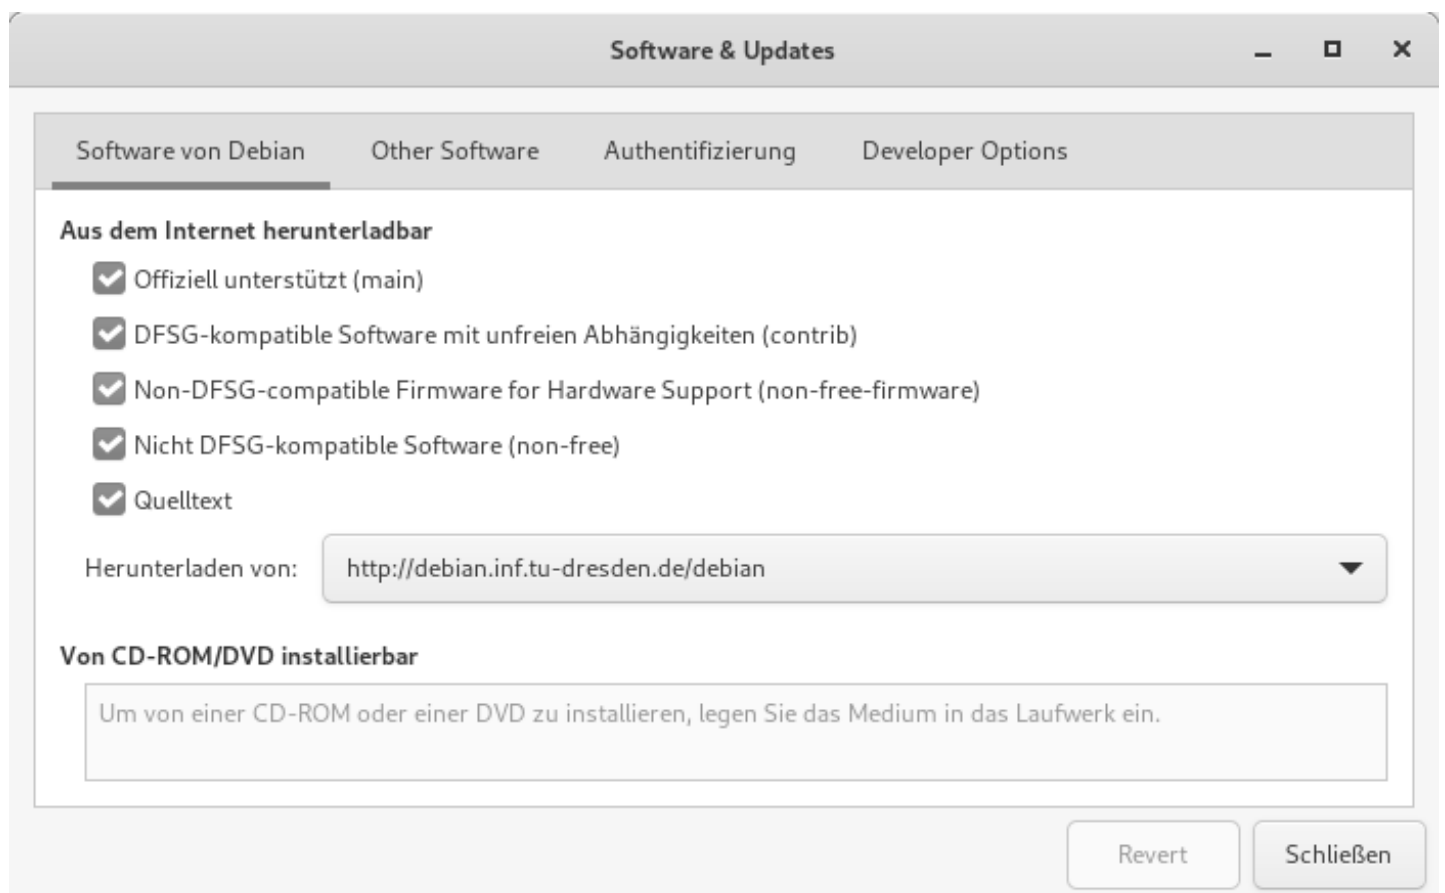 Software & Updates
Software von Debian Other Software Authentifizierung Developer Options
Aus dem Internet herunterladbar
Offiziell unterstützt (main)
DFSG-kompatible Software mit unfreien Abhängigkeiten (contrib)
Non-DFSG-compatible Firmware for Hardware Support (non-free-firmware)
Nicht DFSG-kompatible Software (non-free)
Quelltext
Herunterladen von: http://debian.inf.tu-dresden.de/debian
Von CD-ROM/DVD installierbar
Um von einer CD-ROM oder einer DVD zu installieren, legen Sie das Medium in das Laufwerk ein.
Revert Schließen